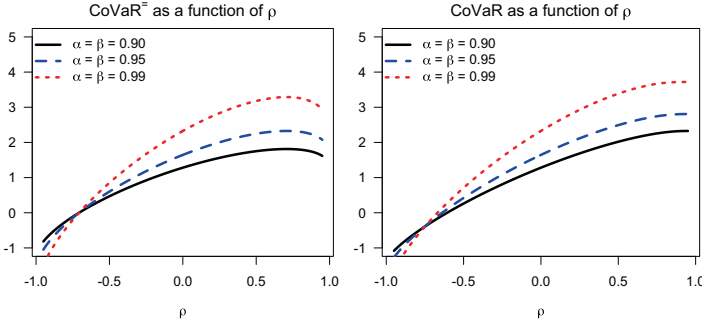 CoVaR⁼ as a function of ρ
5
4
3
2
1
0
-1
α = β = 0.90
α = β = 0.95
α = β = 0.99
-1.0 -0.5 0.0 0.5 1.0
ρ
CoVaR as a function of ρ
5
4
3
2
1
0
-1
α = β = 0.90
α = β = 0.95
α = β = 0.99
-1.0 -0.5 0.0 0.5 1.0
ρ